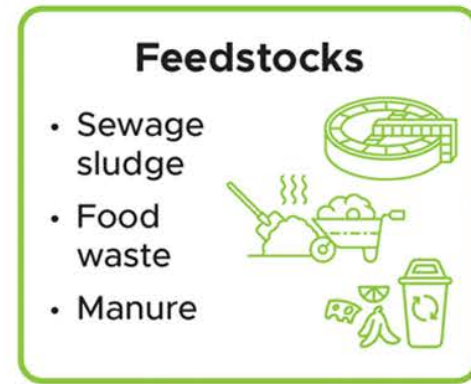 Feedstocks
• Sewage
sludge
• Food
waste
• Manure